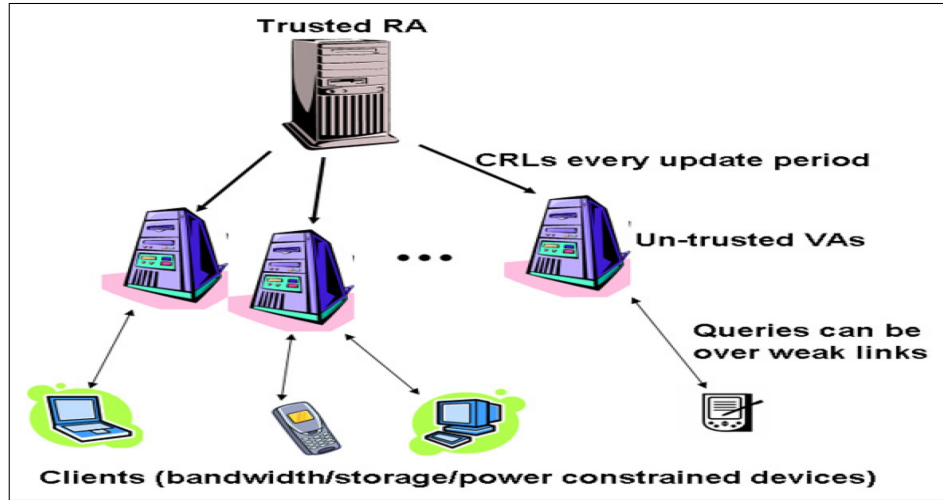 Trusted RA
CRLs every update period
Un-trusted VAs
Queries can be
over weak links
Clients (bandwidth/storage/power constrained devices)